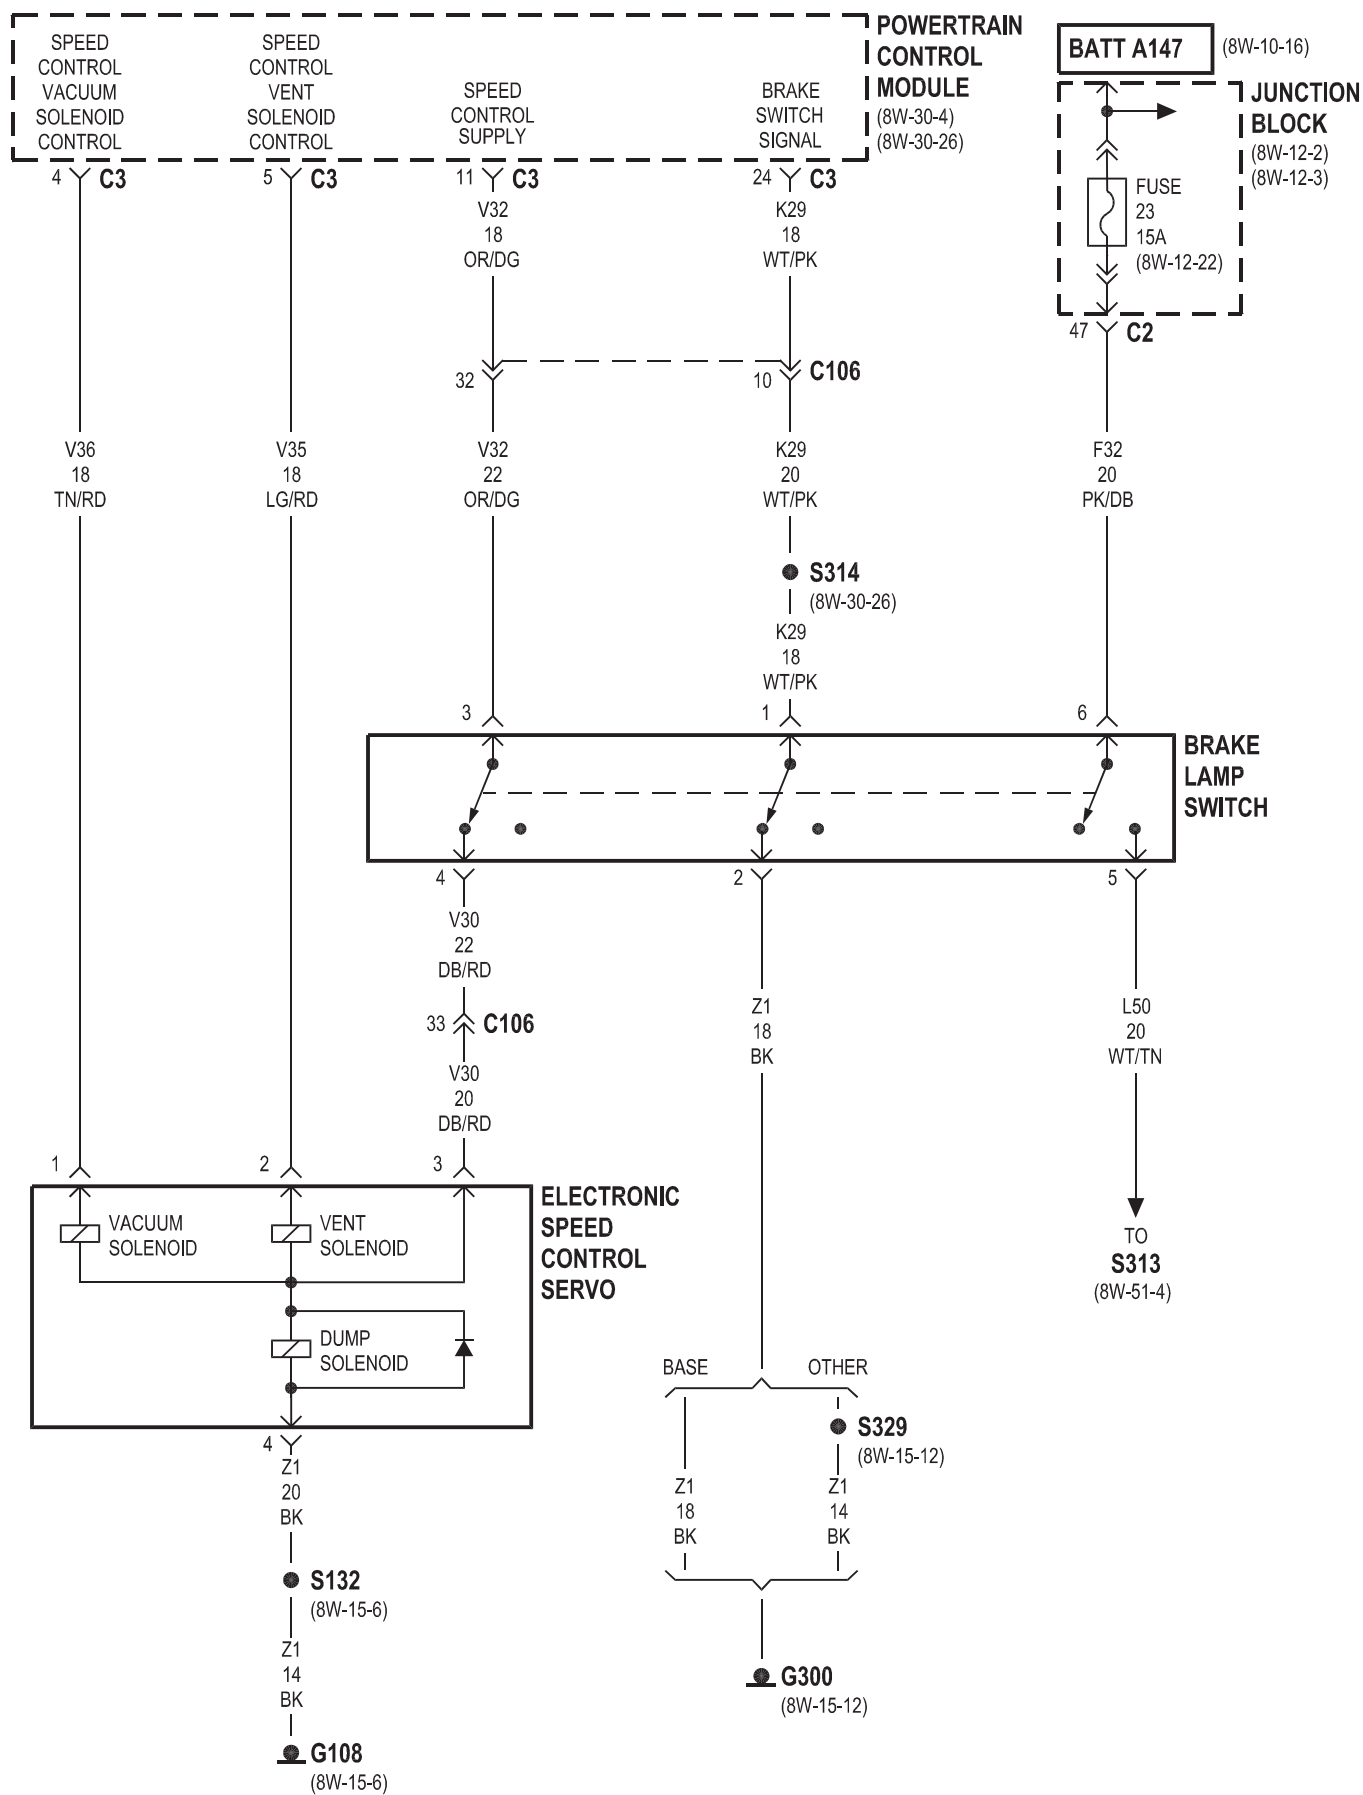 SPEED
CONTROL
VACUUM
SOLENOID
CONTROL
SPEED
CONTROL
VENT
SOLENOID
CONTROL
SPEED
CONTROL
SUPPLY
BRAKE
SWITCH
SIGNAL
POWERTRAIN
CONTROL
MODULE
(8W-30-4)
(8W-30-26)
BATT A147
(8W-10-16)
JUNCTION
BLOCK
(8W-12-2)
(8W-12-3)
FUSE
23
15A
(8W-12-22)
4
C3
5
C3
11
C3
24
C3
V32
18
OR/DG
K29
18
WT/PK
47
C2
32
10
C106
V36
18
TN/RD
V35
18
LG/RD
V32
22
OR/DG
K29
20
WT/PK
F32
20
PK/DB
S314
(8W-30-26)
K29
18
WT/PK
3
1
6
BRAKE
LAMP
SWITCH
4
2
5
V30
22
DB/RD
33
C106
V30
20
DB/RD
Z1
18
BK
L50
20
WT/TN
TO
S313
(8W-51-4)
1
2
3
VACUUM
SOLENOID
VENT
SOLENOID
DUMP
SOLENOID
ELECTRONIC
SPEED
CONTROL
SERVO
4
Z1
20
BK
S132
(8W-15-6)
Z1
14
BK
G108
(8W-15-6)
BASE
OTHER
S329
(8W-15-12)
Z1
18
BK
Z1
14
BK
G300
(8W-15-12)